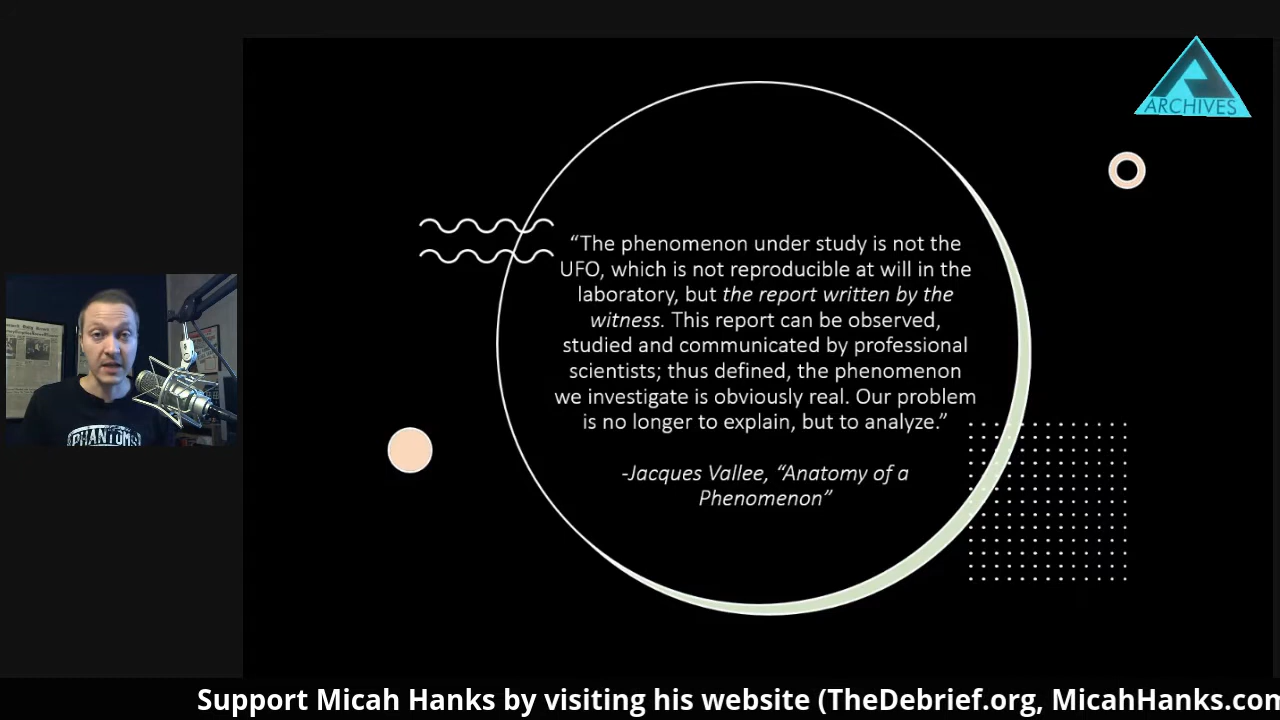 ARCHIVES
“The phenomenon under study is not the
UFO, which is not reproducible at will in the
laboratory, but the report written by the
witness. This report can be observed,
studied and communicated by professional
scientists; thus defined, the phenomenon
we investigate is obviously real. Our problem
is no longer to explain, but to analyze.”
-Jacques Vallee, “Anatomy of a
Phenomenon”
PHANTOMS
Support Micah Hanks by visiting his website (TheDebrief.org, MicahHanks.com